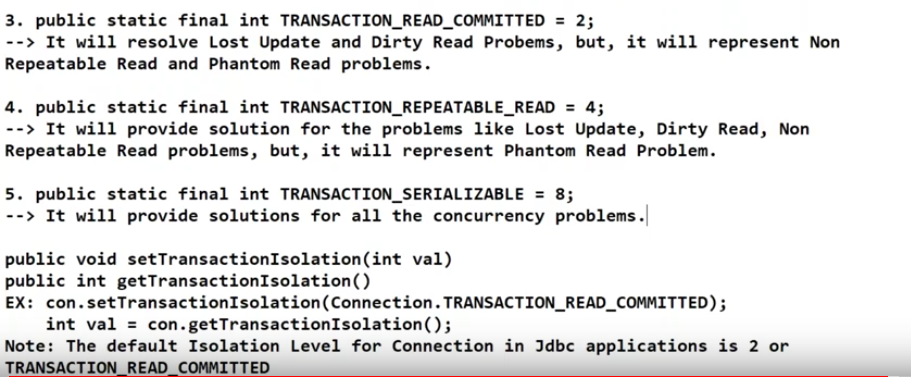 3. public static final int TRANSACTION_READ_COMMITTED = 2;
--> It will resolve Lost Update and Dirty Read Probems, but, it will represent Non
Repeatable Read and Phantom Read problems.
4. public static final int TRANSACTION_REPEATABLE_READ = 4;
--> It will provide solution for the problems like Lost Update, Dirty Read, Non
Repeatable Read problems, but, it will represent Phantom Read Problem.
5. public static final int TRANSACTION_SERIALIZABLE = 8;
--> It will provide solutions for all the concurrency problems.
public void setTransactionIsolation(int val)
public int getTransactionIsolation()
EX: con.setTransactionIsolation(Connection.TRANSACTION_READ_COMMITTED);
int val = con.getTransactionIsolation();
Note: The default Isolation Level for Connection in Jdbc applications is 2 or
TRANSACTION_READ_COMMITTED